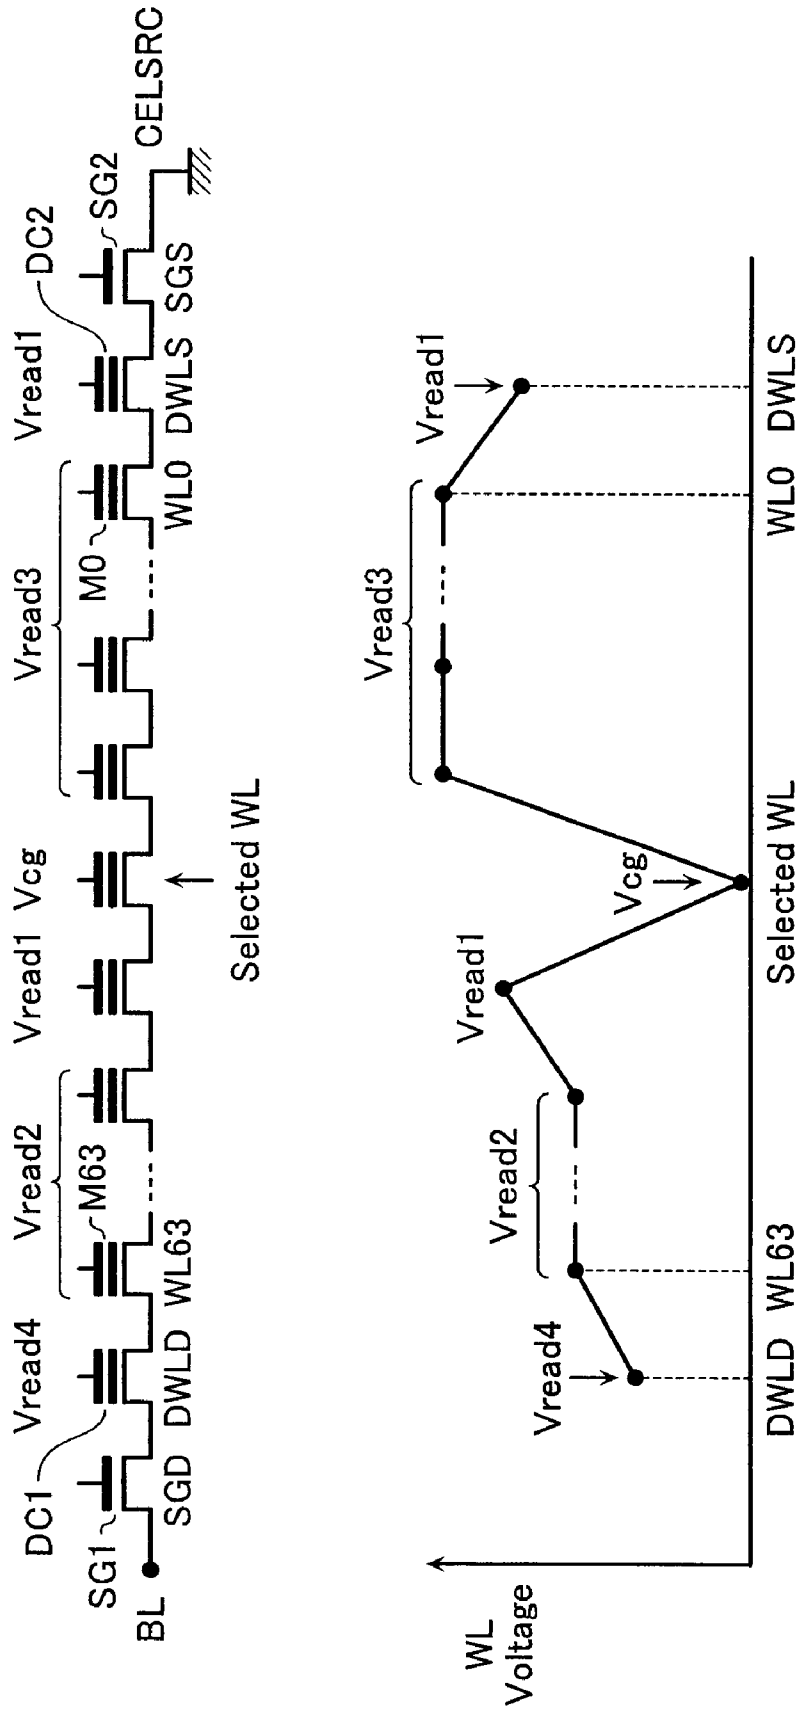 DC1 Vread4 Vread2 Vread1 Vcg Vread3 Vread1 DC2
SG1 M63 M0 SG2
BL SGD DWLD WL63 WL0 DWLS SGS CELSRC
Selected WL
Vread3
Vread1
Vread1
Vread2
Vread4
Vcg
WL
Voltage
DWLD WL63 Selected WL WL0 DWLS